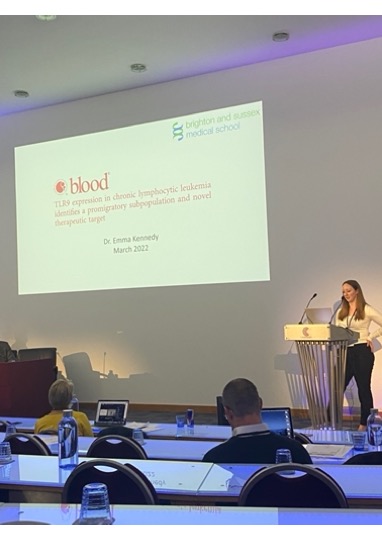 brighton and sussex
medical school
blood
TLR9 expression in chronic lymphocytic leukemia
identifies a promigratory subpopulation and novel
therapeutic target
Dr. Emma Kennedy
March 2022